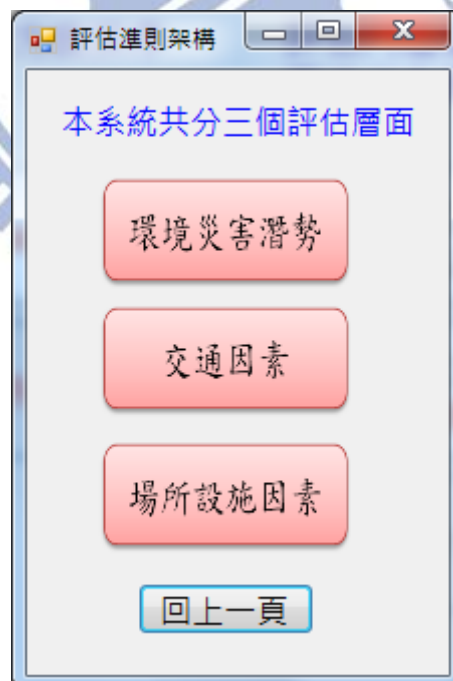 評估準則架構
本系統共分三個評估層面
環境災害潛勢
交通因素
場所設施因素
回上一頁